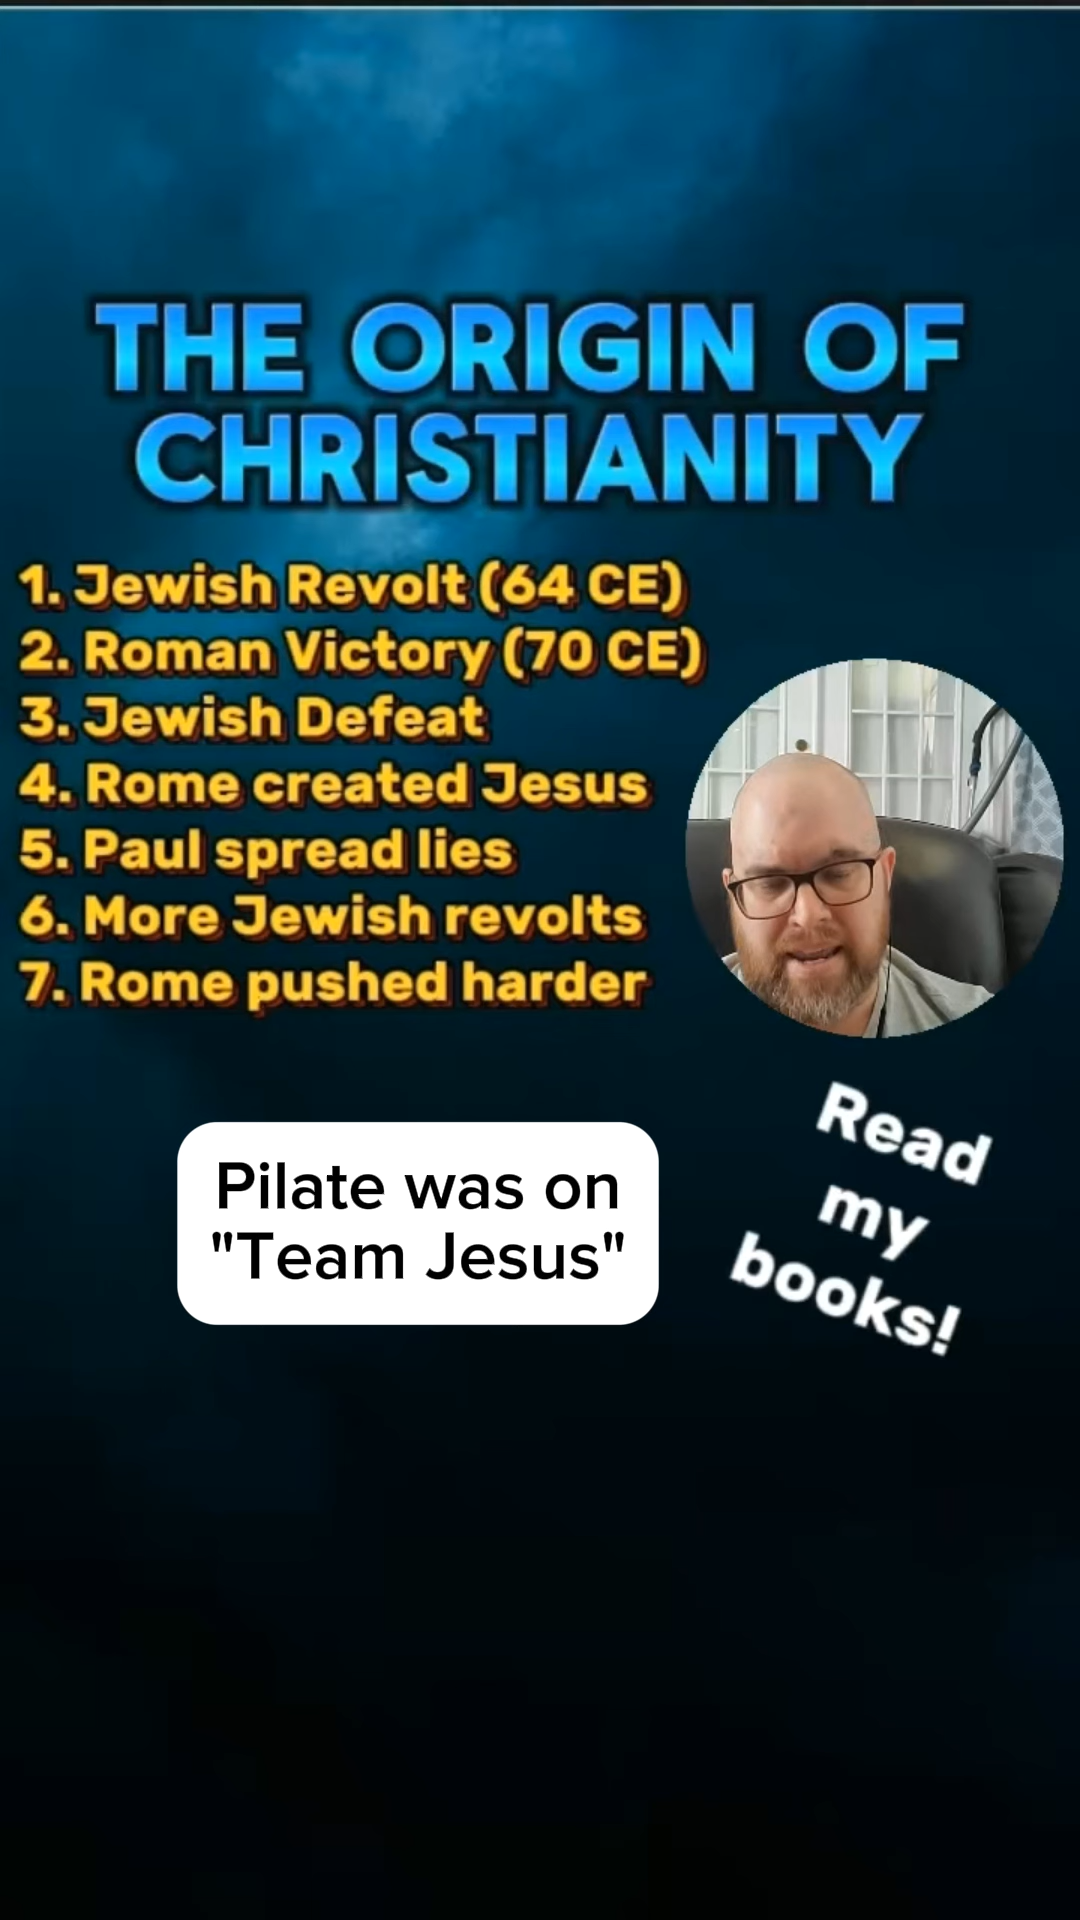 THE ORIGIN OF
CHRISTIANITY
1. Jewish Revolt (64 CE)
2. Roman Victory (70 CE)
3. Jewish Defeat
4. Rome created Jesus
5. Paul spread lies
6. More Jewish revolts
7. Rome pushed harder
Pilate was on
"Team Jesus"
Read
my
books!